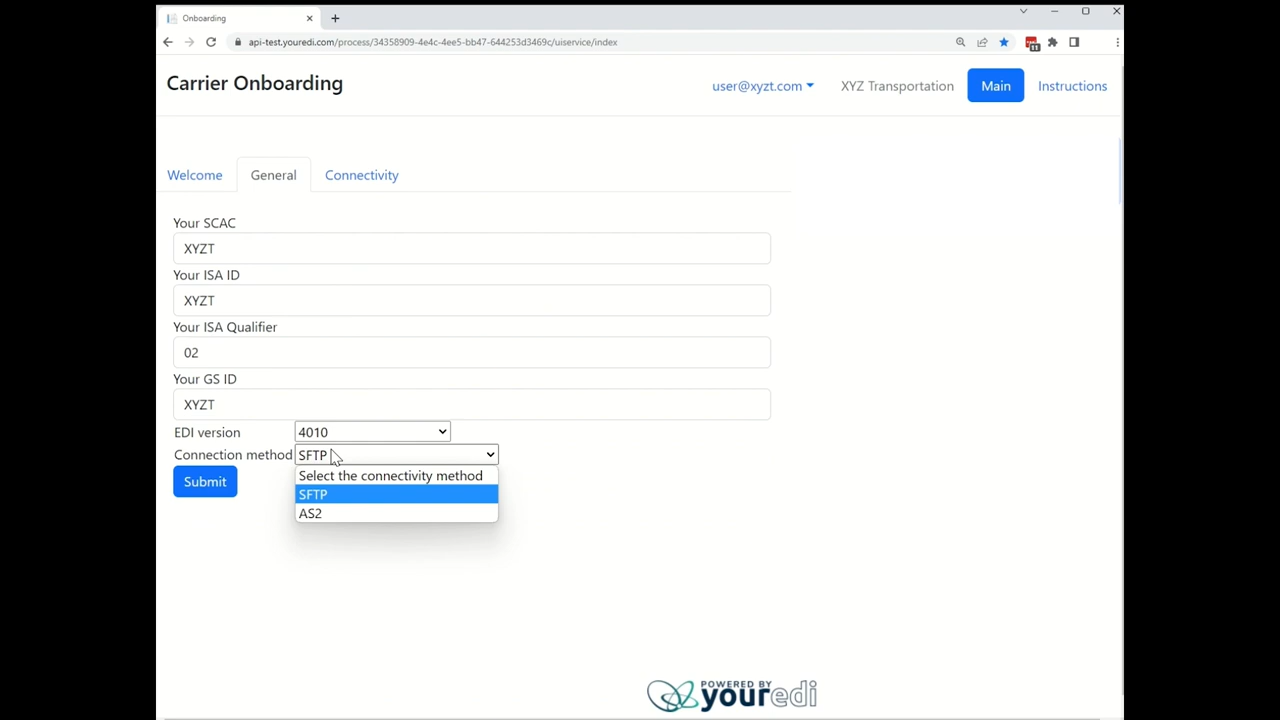 Onboarding
api-test.youredi.com/process/34358909-4e4c-4ee5-bb47-644253d3469c/uiservice/index
11
Carrier Onboarding
user@xyzt.com XYZ Transportation Main Instructions
Welcome General Connectivity
Your SCAC
XYZT
Your ISA ID
XYZT
Your ISA Qualifier
02
Your GS ID
XYZT
EDI version 4010
Connection method SFTP
Select the connectivity method
SFTP
AS2
Submit
POWERED BY
youredi